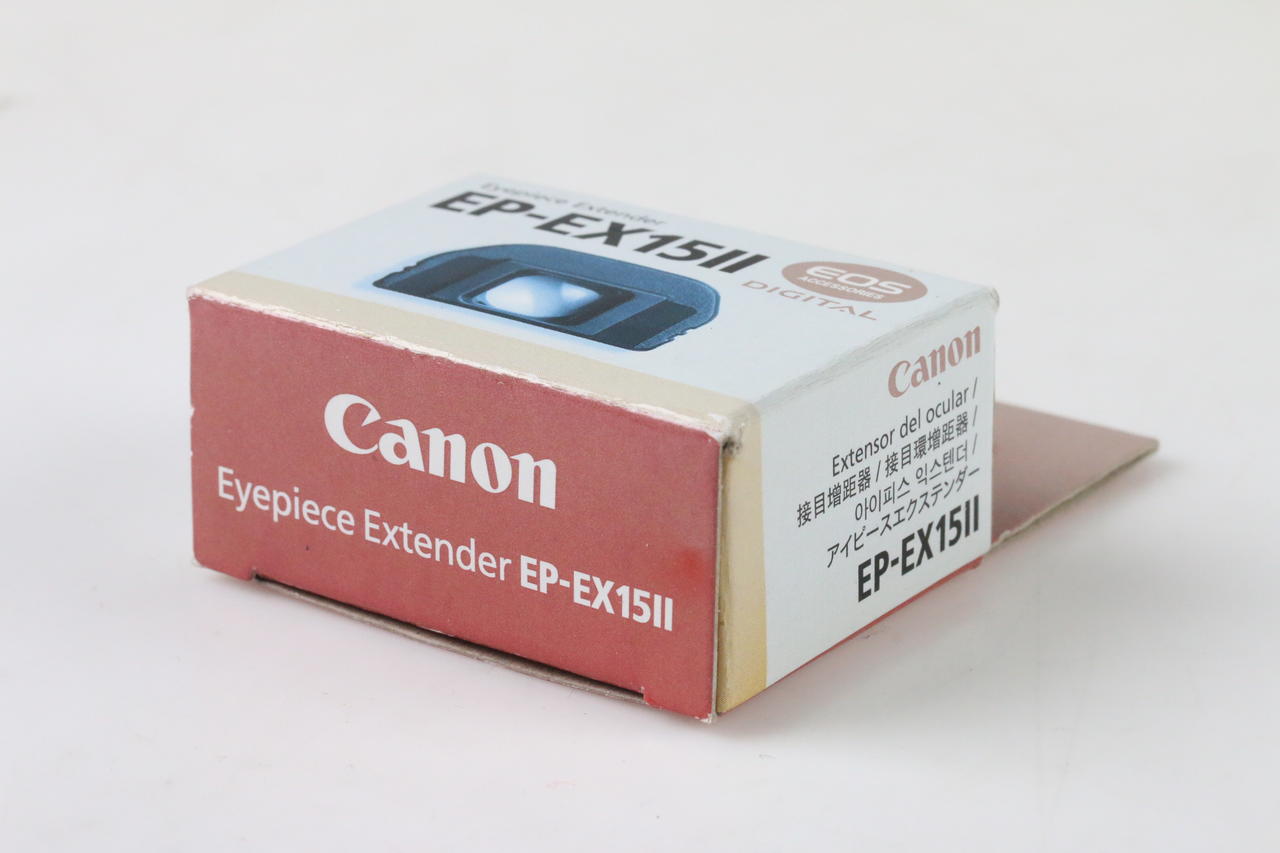 Eyepiece Extender
EP-EX15II
EOS
ACCESSORIES
DIGITAL
Canon
Eyepiece Extender EP-EX15II
Canon
Extensor del ocular /
接目増距器 / 接目環增距器 /
아이피스 익스텐더 /
アイピースエクステンダー
EP-EX15II